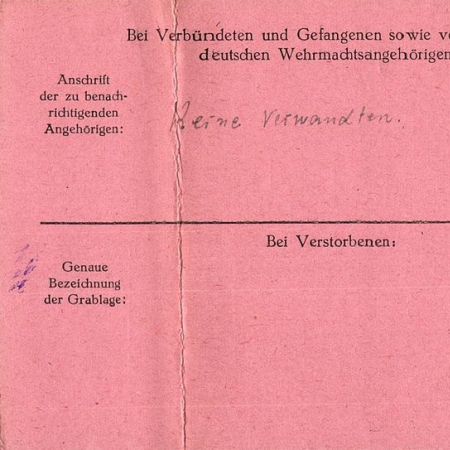 Bei Verbündeten und Gefangenen sowie v
deutschen Wehrmachtsangehörigen
Anschrift
der zu benach-
richtigenden
Angehörigen:
Keine Verwandten.
Bei Verstorbenen:
Genaue
Bezeichnung
der Grablage: